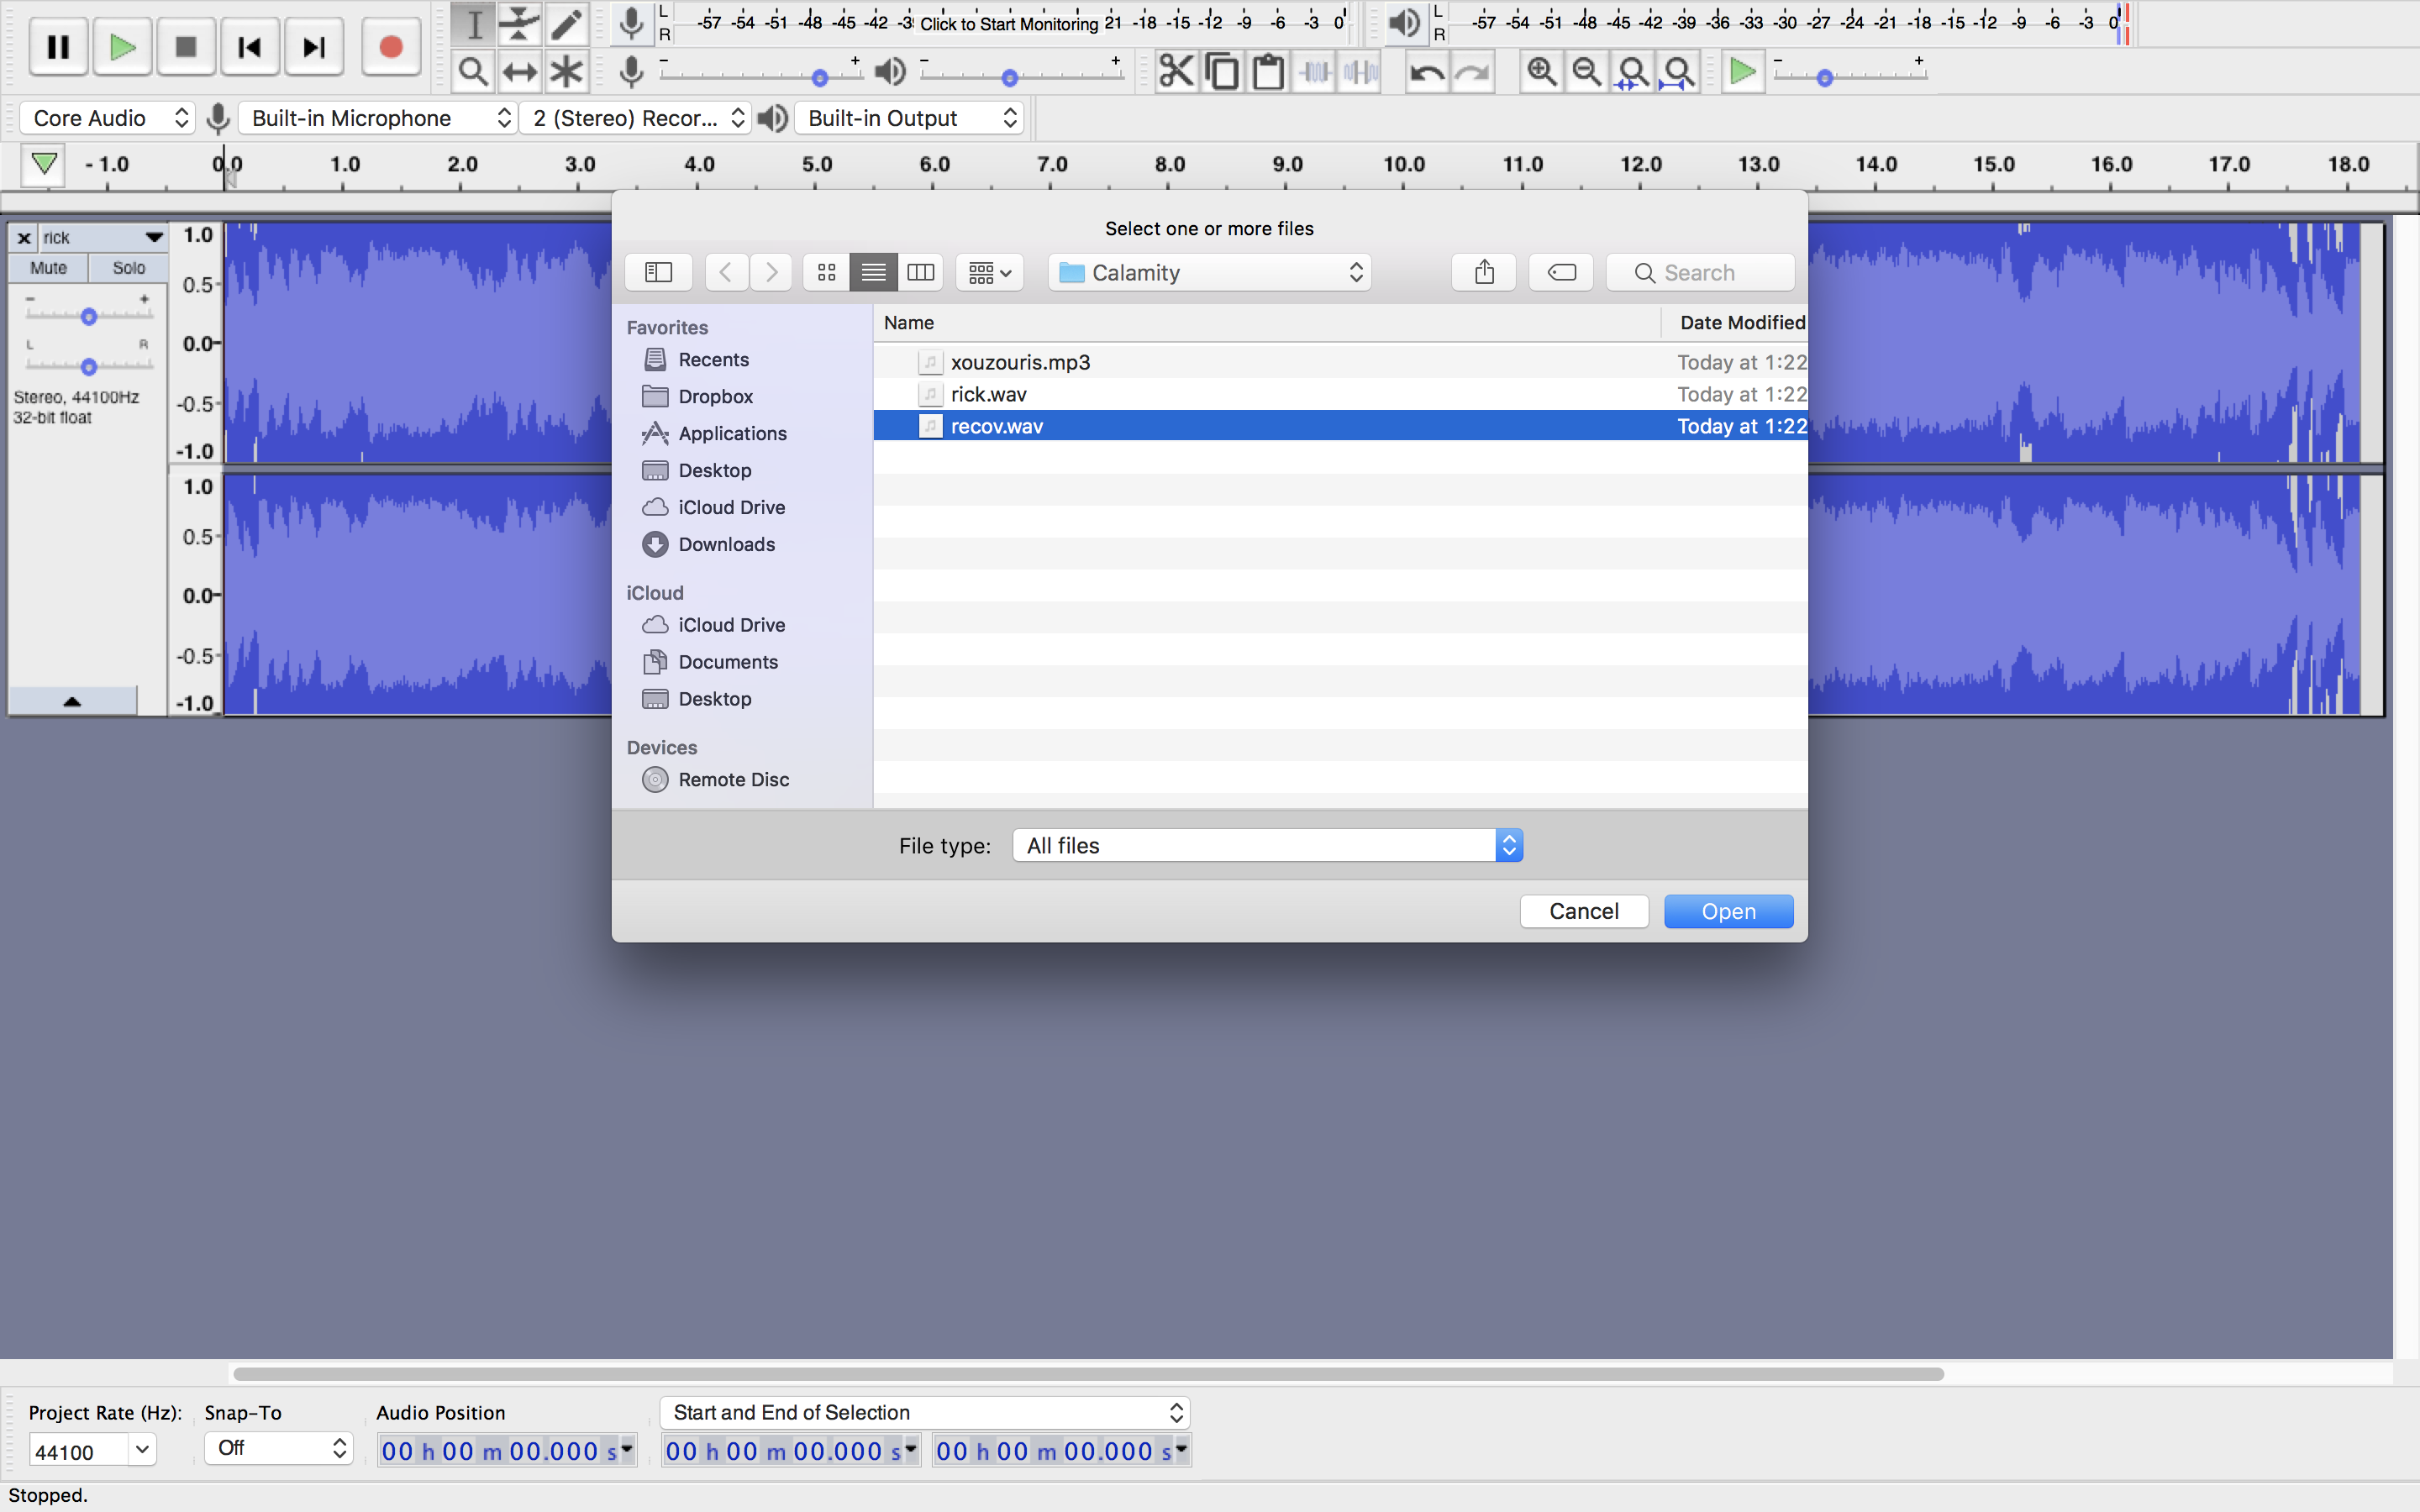 L
R
-57 -54 -51 -48 -45 -42 -3 Click to Start Monitoring 21 -18 -15 -12 -9 -6 -3 0
L
R
-57 -54 -51 -48 -45 -42 -39 -36 -33 -30 -27 -24 -21 -18 -15 -12 -9 -6 -3 0
- +
- +
- +
Core Audio
Built-in Microphone
2 (Stereo) Recor...
Built-in Output
- 1.0 0.0 1.0 2.0 3.0 4.0 5.0 6.0 7.0 8.0 9.0 10.0 11.0 12.0 13.0 14.0 15.0 16.0 17.0 18.0
x rick
Mute Solo
- +
L R
Stereo, 44100Hz
32-bit float
1.0
0.5-
0.0-
-0.5-
-1.0
1.0
0.5-
0.0-
-0.5-
-1.0
Select one or more files
Calamity
Search
Favorites
Recents
Dropbox
Applications
Desktop
iCloud Drive
Downloads
iCloud
iCloud Drive
Documents
Desktop
Devices
Remote Disc
Name Date Modified
xouzouris.mp3 Today at 1:22
rick.wav Today at 1:22
recov.wav Today at 1:22
File type: All files
Cancel Open
Project Rate (Hz): Snap-To Audio Position Start and End of Selection
44100 Off 00 h 00 m 00.000 s 00 h 00 m 00.000 s 00 h 00 m 00.000 s
Stopped.